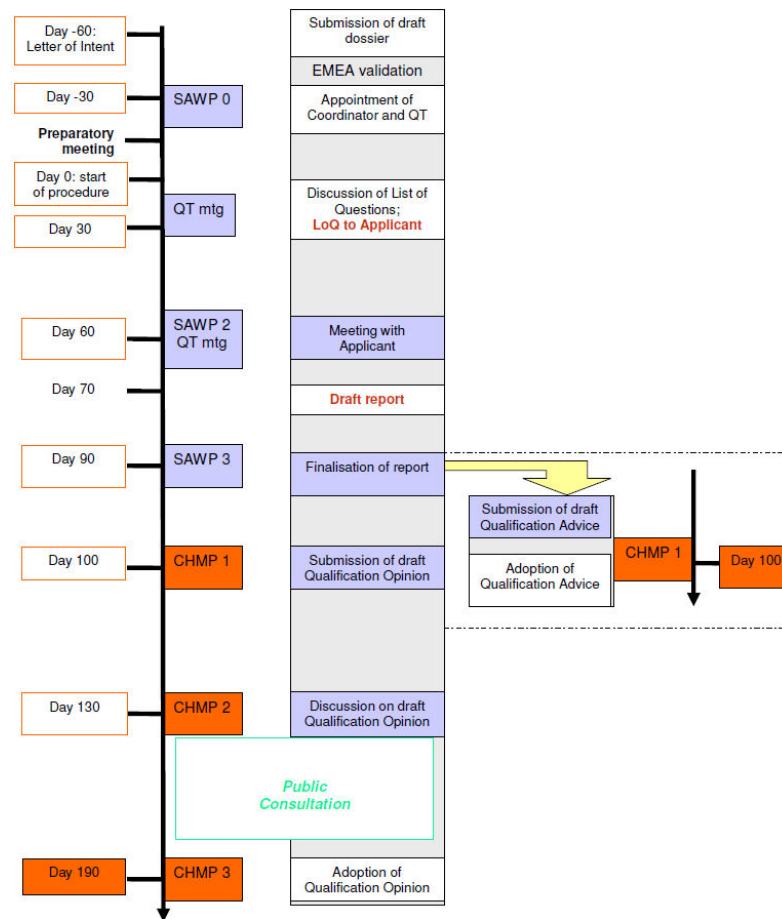 Day -60:
Letter of Intent
Submission of draft
dossier
EMEA validation
Day -30
SAWP 0
Appointment of
Coordinator and QT
Preparatory
meeting
Day 0: start
of procedure
QT mtg
Discussion of List of
Questions;
LoQ to Applicant
Day 30
Day 60
SAWP 2
QT mtg
Meeting with
Applicant
Day 70
Draft report
Day 90
SAWP 3
Finalisation of report
Submission of draft
Qualification Advice
Day 100
CHMP 1
Submission of draft
Qualification Opinion
Adoption of
Qualification Advice
CHMP 1
Day 100
Day 130
CHMP 2
Discussion on draft
Qualification Opinion
Public
Consultation
Day 190
CHMP 3
Adoption of
Qualification Opinion